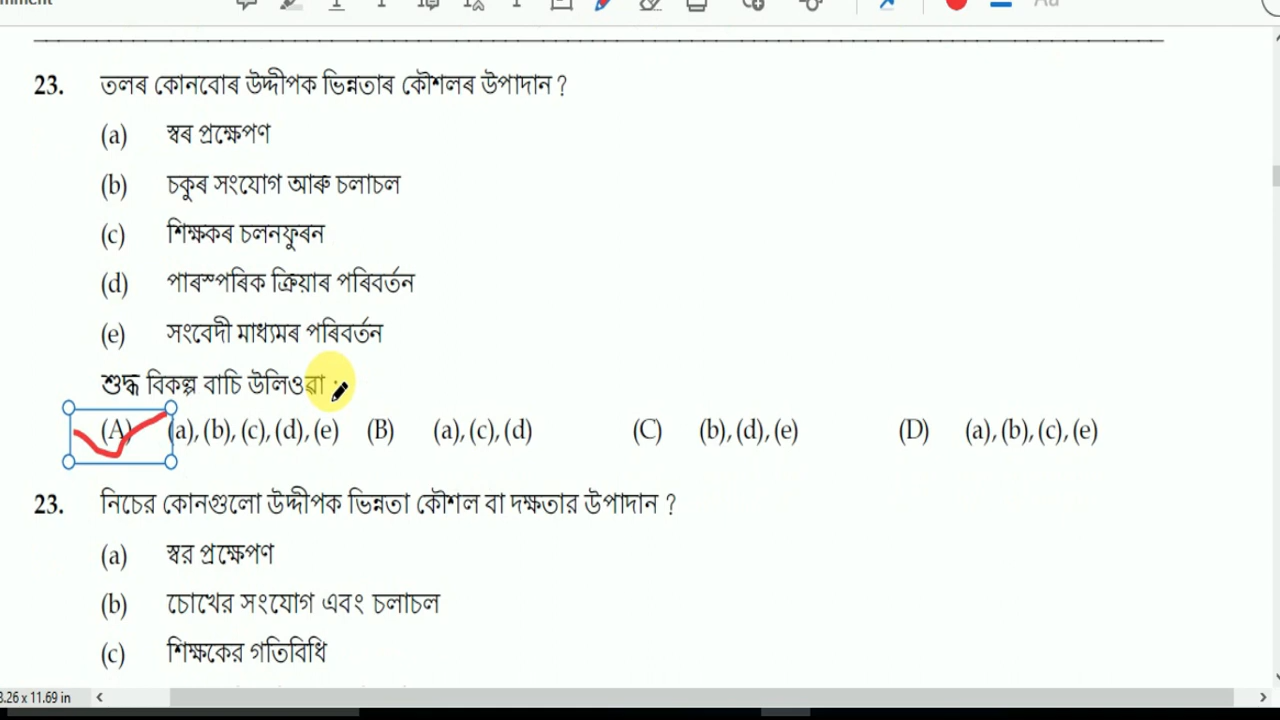 23. তলৰ কোনবোৰ উদ্দীপক ভিন্নতাৰ কৌশলৰ উপাদান ?
(a) স্বৰ প্ৰক্ষেপণ
(b) চকুৰ সংযোগ আৰু চলাচল
(c) শিক্ষকৰ চলনফুৰন
(d) পাৰস্পৰিক ক্ৰিয়াৰ পৰিবৰ্তন
(e) সংবেদী মাধ্যমৰ পৰিবৰ্তন
শুদ্ধ বিকল্প বাচি উলিওৱা :
(A) (a), (b), (c), (d), (e) (B) (a), (c), (d) (C) (b), (d), (e) (D) (a), (b), (c), (e)
23. নিচের কোনগুলো উদ্দীপক ভিন্নতা কৌশল বা দক্ষতার উপাদান ?
(a) স্বর প্রক্ষেপণ
(b) চোখের সংযোগ এবং চলাচল
(c) শিক্ষকের গতিবিধি